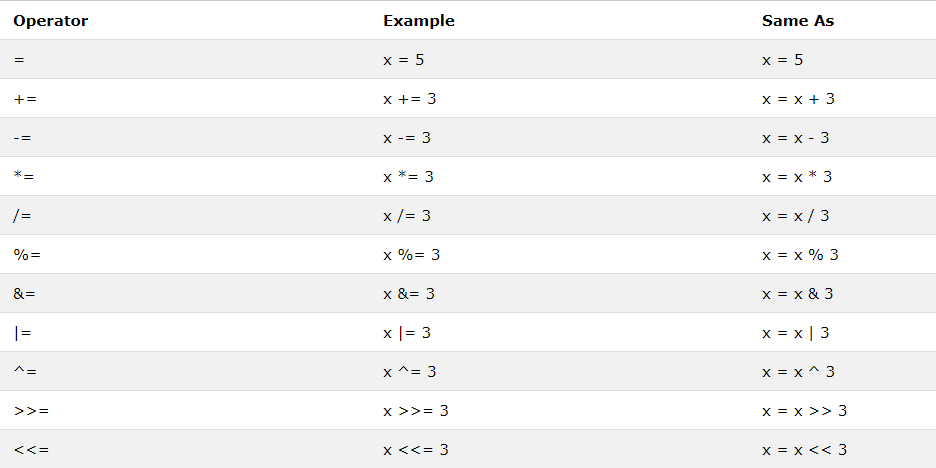 Operator Example Same As
= x = 5 x = 5
+= x += 3 x = x + 3
-= x -= 3 x = x - 3
*= x *= 3 x = x * 3
/= x /= 3 x = x / 3
%= x %= 3 x = x % 3
&= x &= 3 x = x & 3
|= x |= 3 x = x | 3
^= x ^= 3 x = x ^ 3
>>= x >>= 3 x = x >> 3
<<= x <<= 3 x = x << 3